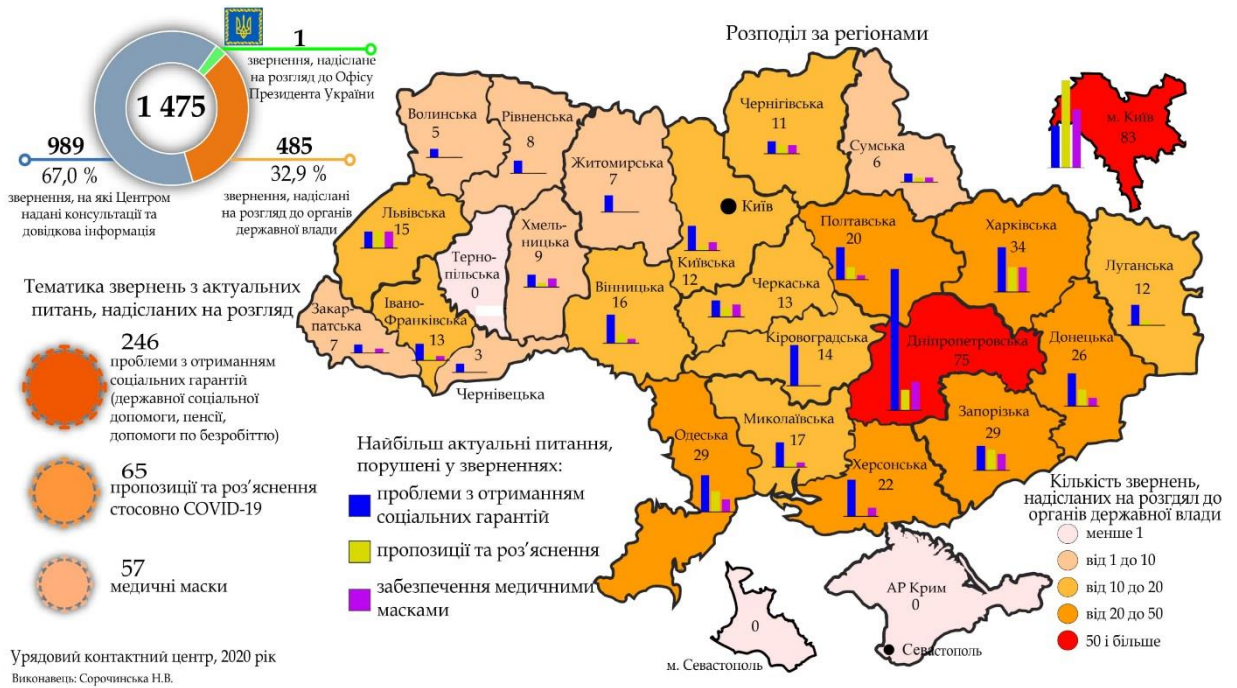 1 475
1
звернення, надіслане
на розгляд до Офісу
Президента України
989
67,0 %
звернення, на які Центром
надані консультації та
довідкова інформація
485
32,9 %
звернення, надіслані
на розгляд до органів
державної влади
Тематика звернень з актуальних
питань, надісланих на розгляд
246
проблеми з отриманням
соціальних гарантій
(державної соціальної
допомоги, пенсії,
допомоги по безробіттю)
65
пропозиції та роз’яснення
стосовно COVID-19
57
медичні маски
Урядовий контактний центр, 2020 рік
Виконавець: Сорочинська Н.В.
Розподіл за регіонами
Волинська
5
Рівненська
8
Житомирська
7
Чернігівська
11
Сумська
6
м. Київ
83
Київ
Львівська
15
Терно-
пільська
0
Хмель-
ницька
9
Київська
12
Полтавська
20
Харківська
34
Луганська
12
Закар-
патська
7
Івано-
Франківська
13
3
Чернівецька
Вінницька
16
Черкаська
13
Кіровоградська
14
Дніпропетровська
75
Донецька
26
Одеська
29
Миколаївська
17
Херсонська
22
Запорізька
29
0
м. Севастополь
АР Крим
0
Севастополь
Найбільш актуальні питання,
порушені у зверненнях:
проблеми з отриманням
соціальних гарантій
пропозиції та роз’яснення
забезпечення медичними
масками
Кількість звернень,
надісланих на розгдял до
органів державної влади
менше 1
від 1 до 10
від 10 до 20
від 20 до 50
50 і більше